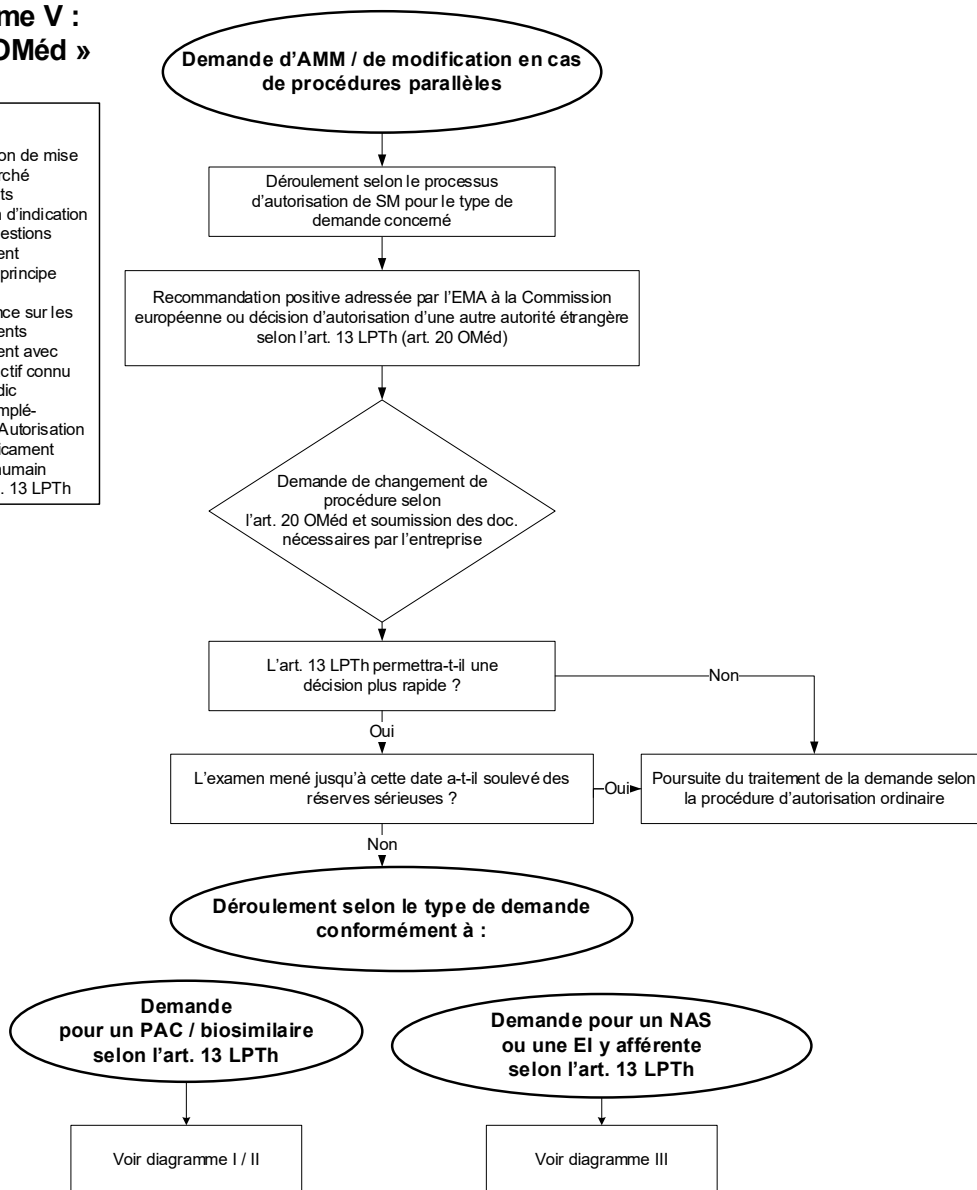 me V :
OMéd »
on de mise
rché
ts
d'indication
estions
ent
principe
nce sur les
ents
ent avec
ctif connu
dic
mplé-
Autorisation
icament
umain
. 13 LPTh
Demande d'AMM / de modification en cas
de procédures parallèles
Déroulement selon le processus
d'autorisation de SM pour le type de
demande concerné
Recommandation positive adressée par l'EMA à la Commission
européenne ou décision d'autorisation d'une autre autorité étrangère
selon l'art. 13 LPTh (art. 20 OMéd)
Demande de changement de
procédure selon
l'art. 20 OMéd et soumission des doc.
nécessaires par l'entreprise
L'art. 13 LPTh permettra-t-il une
décision plus rapide ?
Non
Oui
L'examen mené jusqu'à cette date a-t-il soulevé des
réserves sérieuses ?
Oui
Poursuite du traitement de la demande selon
la procédure d'autorisation ordinaire
Non
Déroulement selon le type de demande
conformément à :
Demande
pour un PAC / biosimilaire
selon l'art. 13 LPTh
Demande pour un NAS
ou une EI y afférente
selon l'art. 13 LPTh
Voir diagramme I / II
Voir diagramme III